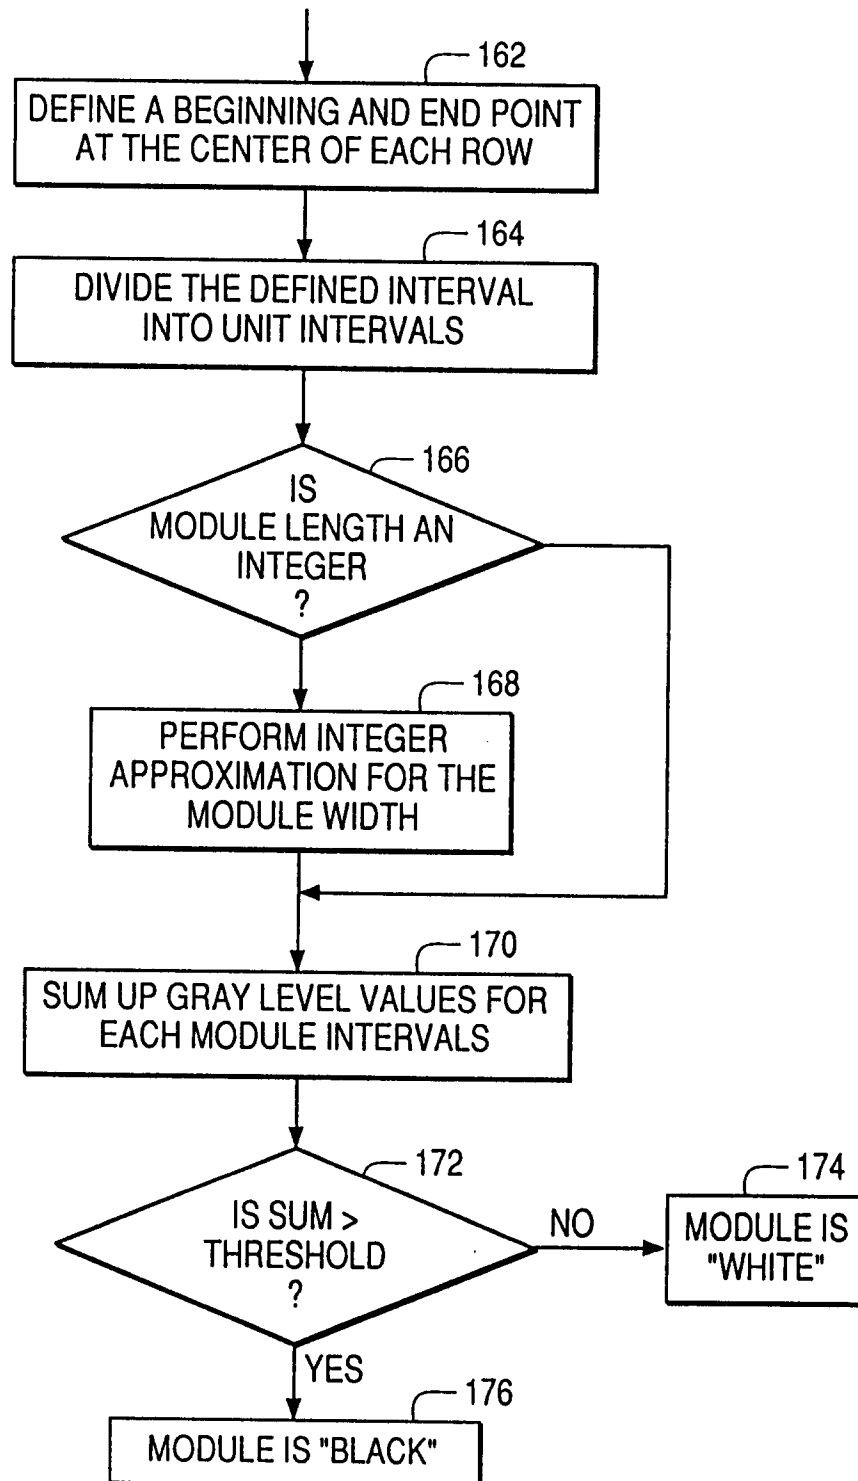 162
DEFINE A BEGINNING AND END POINT
AT THE CENTER OF EACH ROW
164
DIVIDE THE DEFINED INTERVAL
INTO UNIT INTERVALS
166
IS
MODULE LENGTH AN
INTEGER
?
168
PERFORM INTEGER
APPROXIMATION FOR THE
MODULE WIDTH
170
SUM UP GRAY LEVEL VALUES FOR
EACH MODULE INTERVALS
172
IS SUM >
THRESHOLD
?
NO
174
MODULE IS
"WHITE"
YES
176
MODULE IS "BLACK"